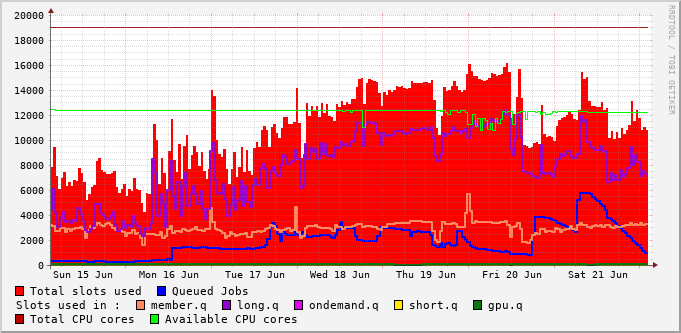 20000
18000
16000
14000
12000
10000
8000
6000
4000
2000
0
Sun 15 Jun Mon 16 Jun Tue 17 Jun Wed 18 Jun Thu 19 Jun Fri 20 Jun Sat 21 Jun
RRDTOOL / TOBI OETIKER
Total slots used Queued Jobs
Slots used in : member.q long.q ondemand.q short.q gpu.q
Total CPU cores Available CPU cores